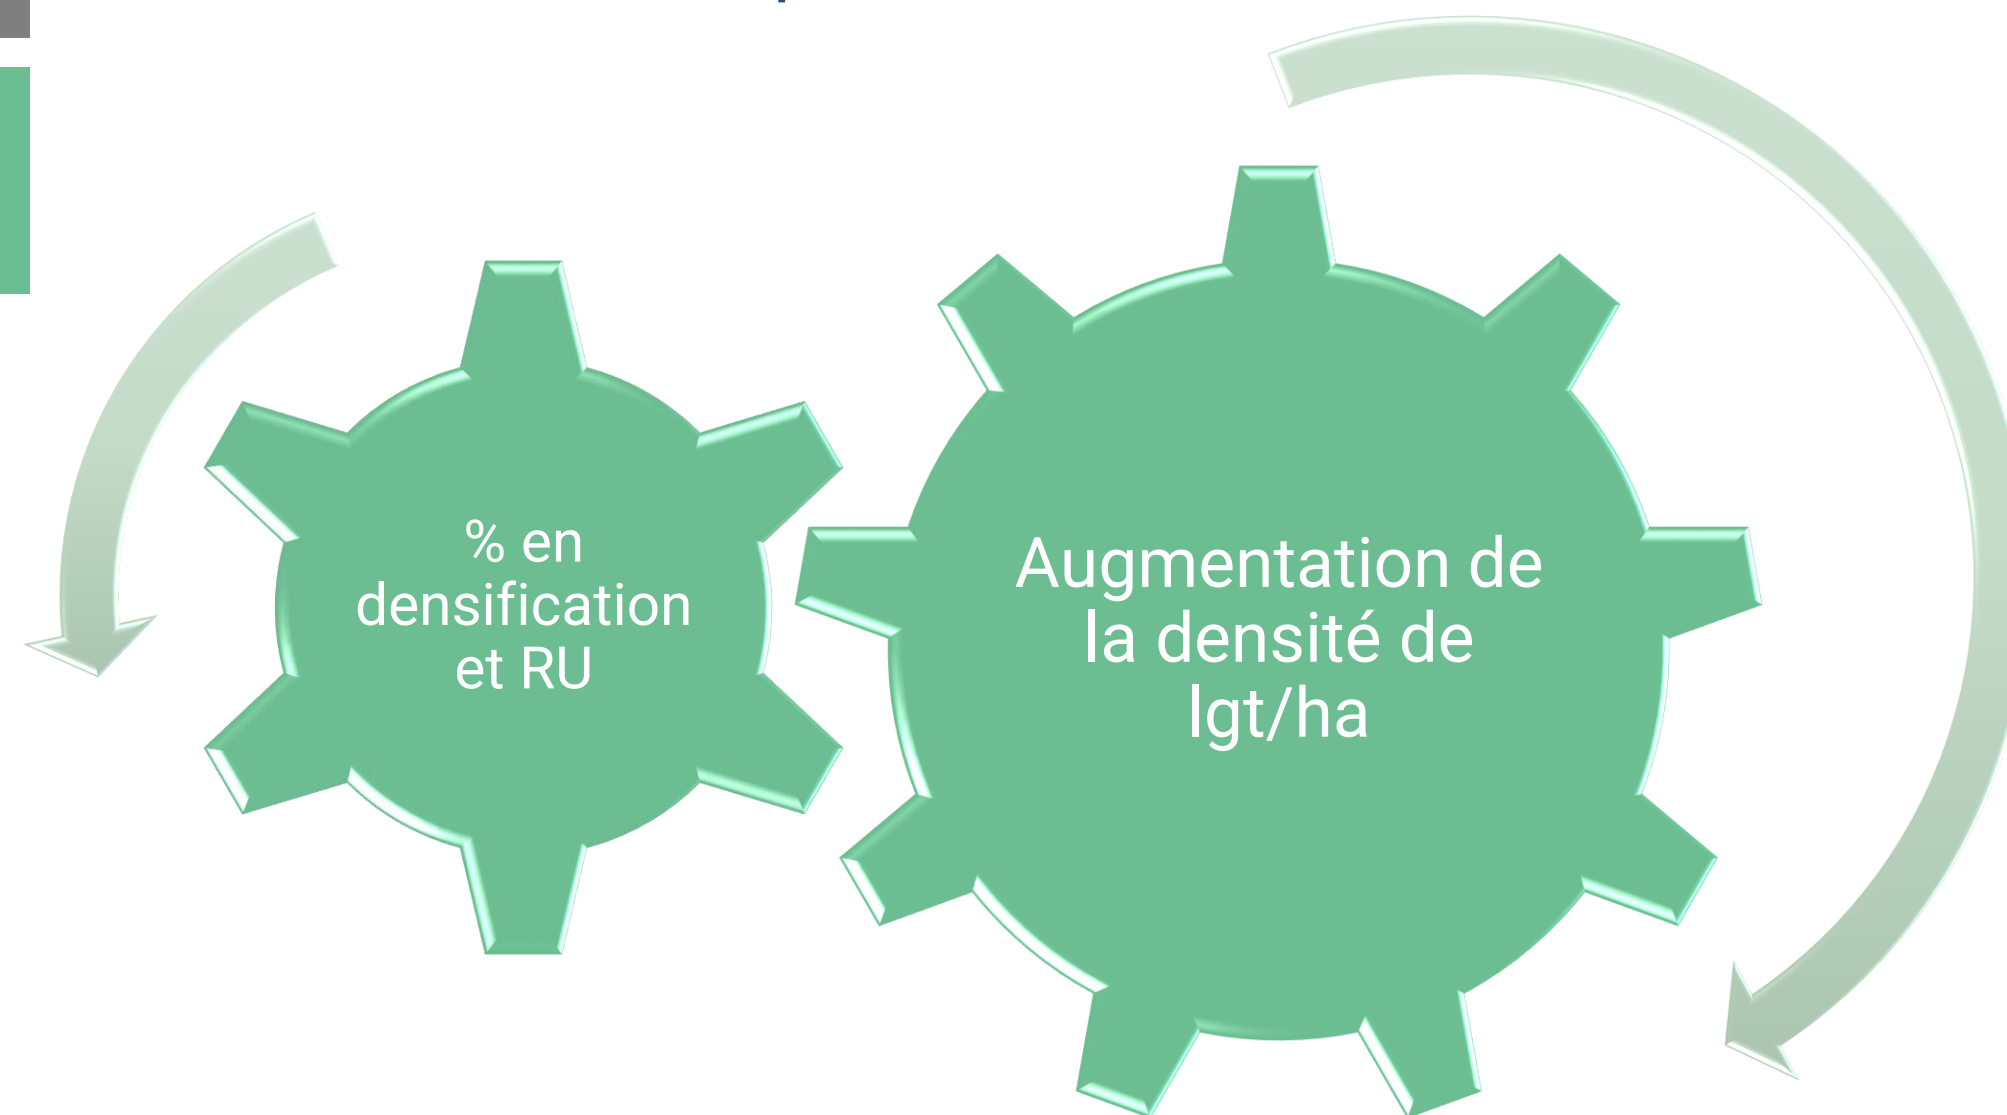 % en
densification
et RU
Augmentation de
la densité de
lgt/ha